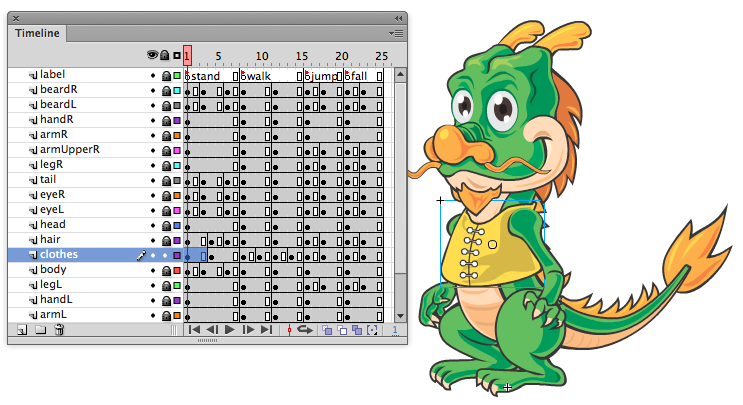 Timeline
1 5 10 15 20 25
label stand walk jump fall
beardR
beardL
handR
armR
armUpperR
legR
tail
eyeR
eyeL
head
hair
clothes
body
legL
handL
armL
1